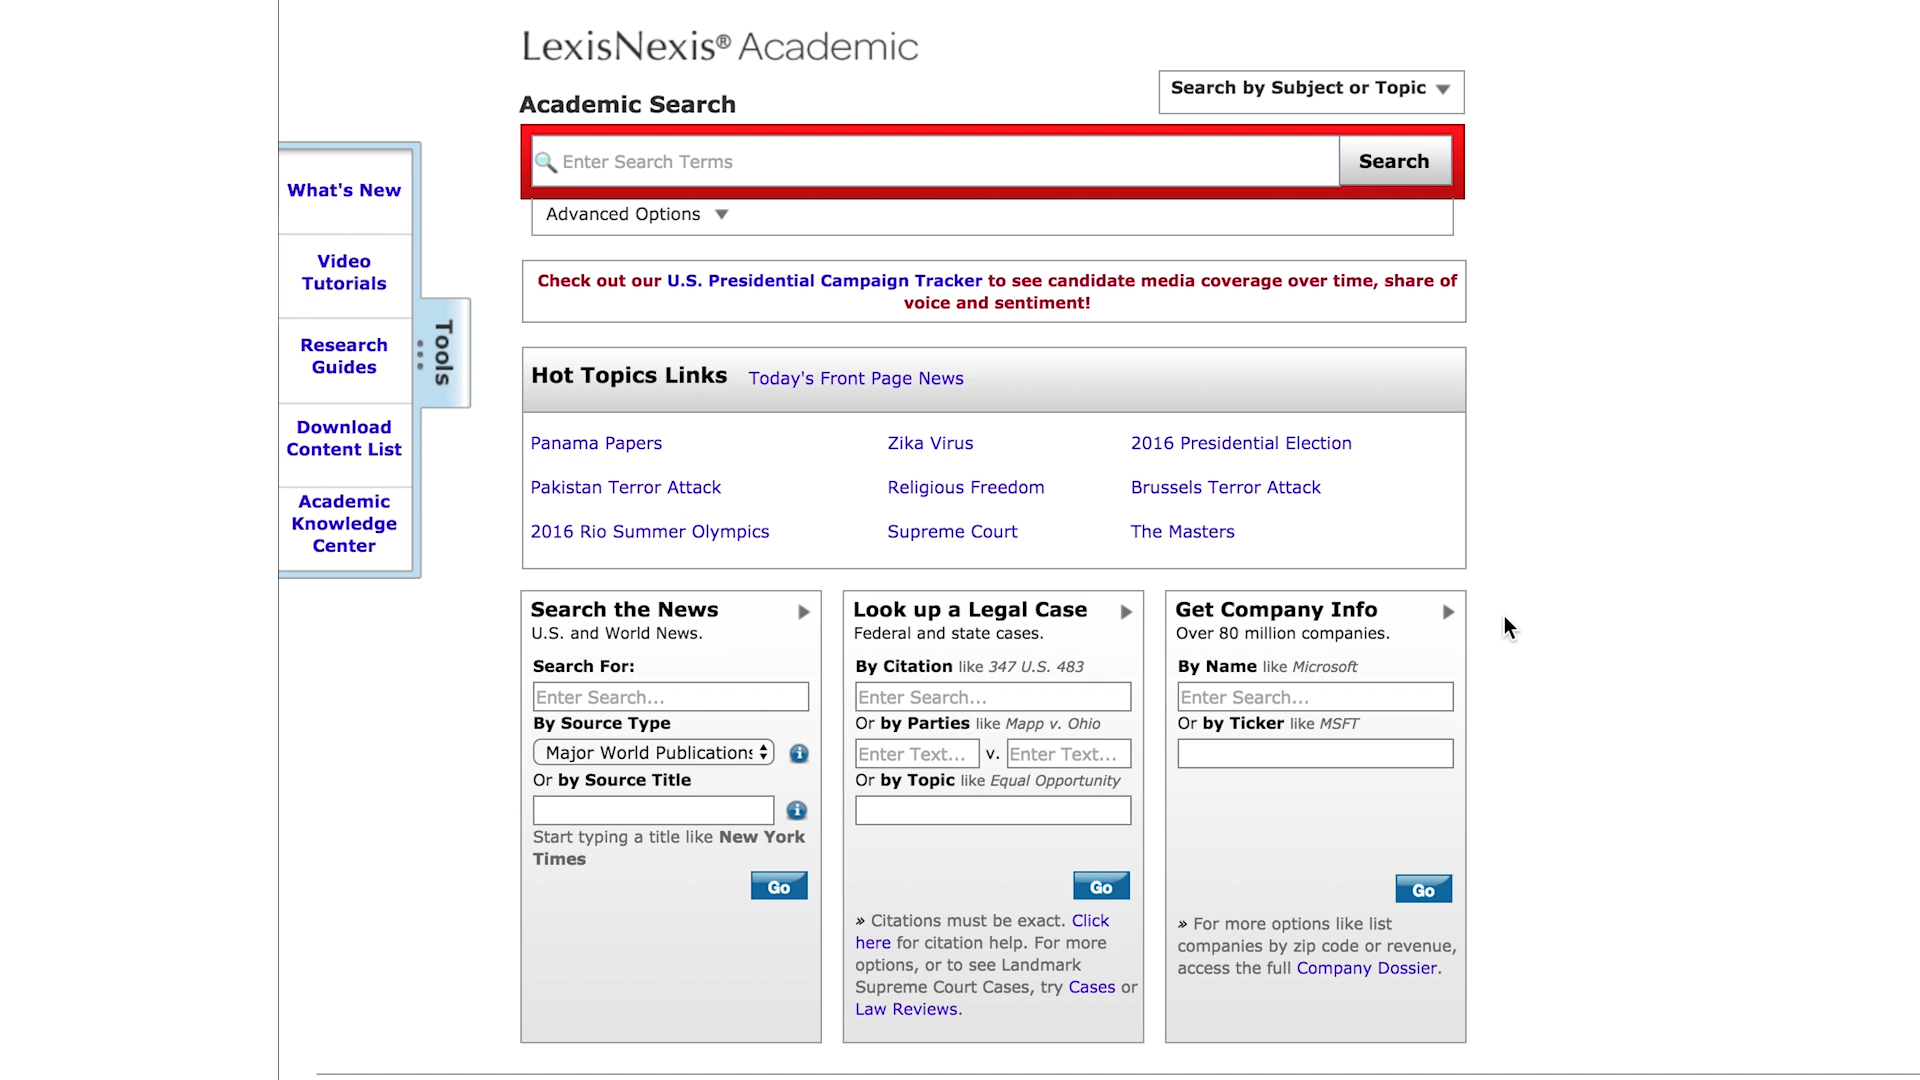 LexisNexis® Academic
Search by Subject or Topic
Academic Search
Enter Search Terms
Search
Advanced Options
What's New
Video
Tutorials
Research
Guides
Download
Content List
Academic
Knowledge
Center
Tools
Check out our U.S. Presidential Campaign Tracker to see candidate media coverage over time, share of
voice and sentiment!
Hot Topics Links Today's Front Page News
Panama Papers Zika Virus 2016 Presidential Election
Pakistan Terror Attack Religious Freedom Brussels Terror Attack
2016 Rio Summer Olympics Supreme Court The Masters
Search the News
U.S. and World News.
Search For:
Enter Search...
By Source Type
Major World Publications
Or by Source Title
Start typing a title like New York
Times
Go
Look up a Legal Case
Federal and state cases.
By Citation like 347 U.S. 483
Enter Search...
Or by Parties like Mapp v. Ohio
Enter Text... v. Enter Text...
Or by Topic like Equal Opportunity
Go
» Citations must be exact. Click
here for citation help. For more
options, or to see Landmark
Supreme Court Cases, try Cases or
Law Reviews.
Get Company Info
Over 80 million companies.
By Name like Microsoft
Enter Search...
Or by Ticker like MSFT
Go
» For more options like list
companies by zip code or revenue,
access the full Company Dossier.